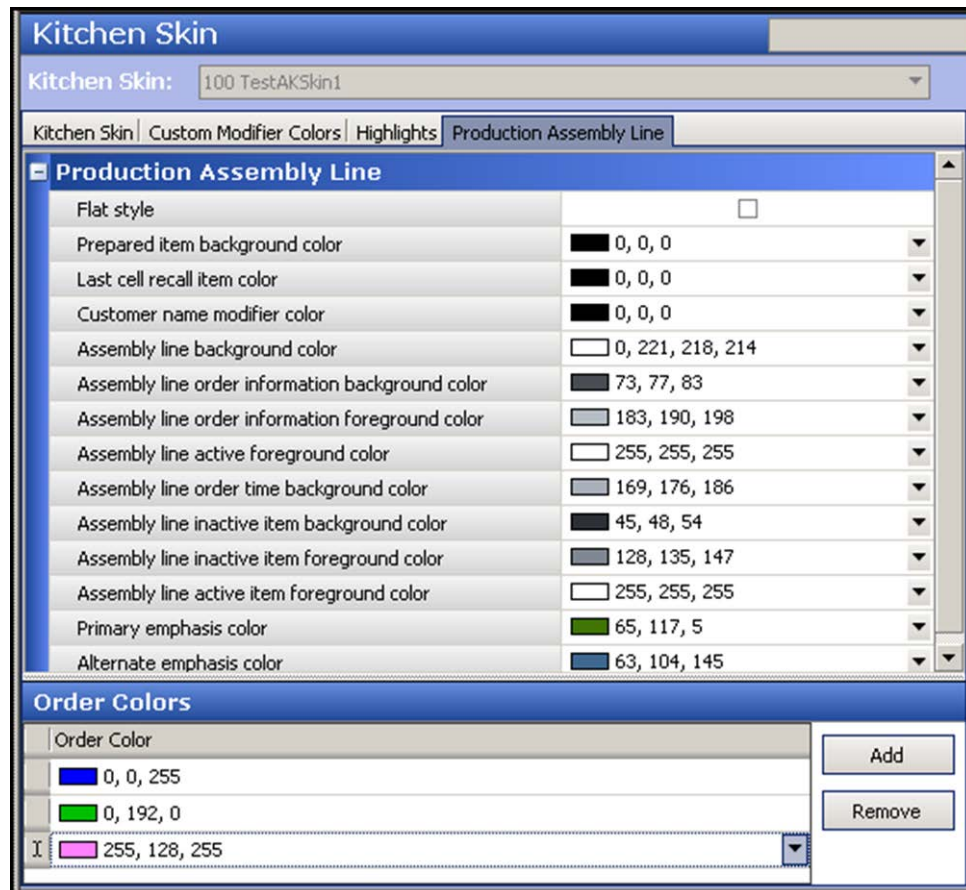 Kitchen Skin
Kitchen Skin: 100 TestAKSkin1
Kitchen Skin Custom Modifier Colors Highlights Production Assembly Line
Production Assembly Line
Flat style
Prepared item background color 0, 0, 0
Last cell recall item color 0, 0, 0
Customer name modifier color 0, 0, 0
Assembly line background color 0, 221, 218, 214
Assembly line order information background color 73, 77, 83
Assembly line order information foreground color 183, 190, 198
Assembly line active foreground color 255, 255, 255
Assembly line order time background color 169, 176, 186
Assembly line inactive item background color 45, 48, 54
Assembly line inactive item foreground color 128, 135, 147
Assembly line active item foreground color 255, 255, 255
Primary emphasis color 65, 117, 5
Alternate emphasis color 63, 104, 145
Order Colors
Order Color
Add
0, 0, 255
0, 192, 0
Remove
255, 128, 255